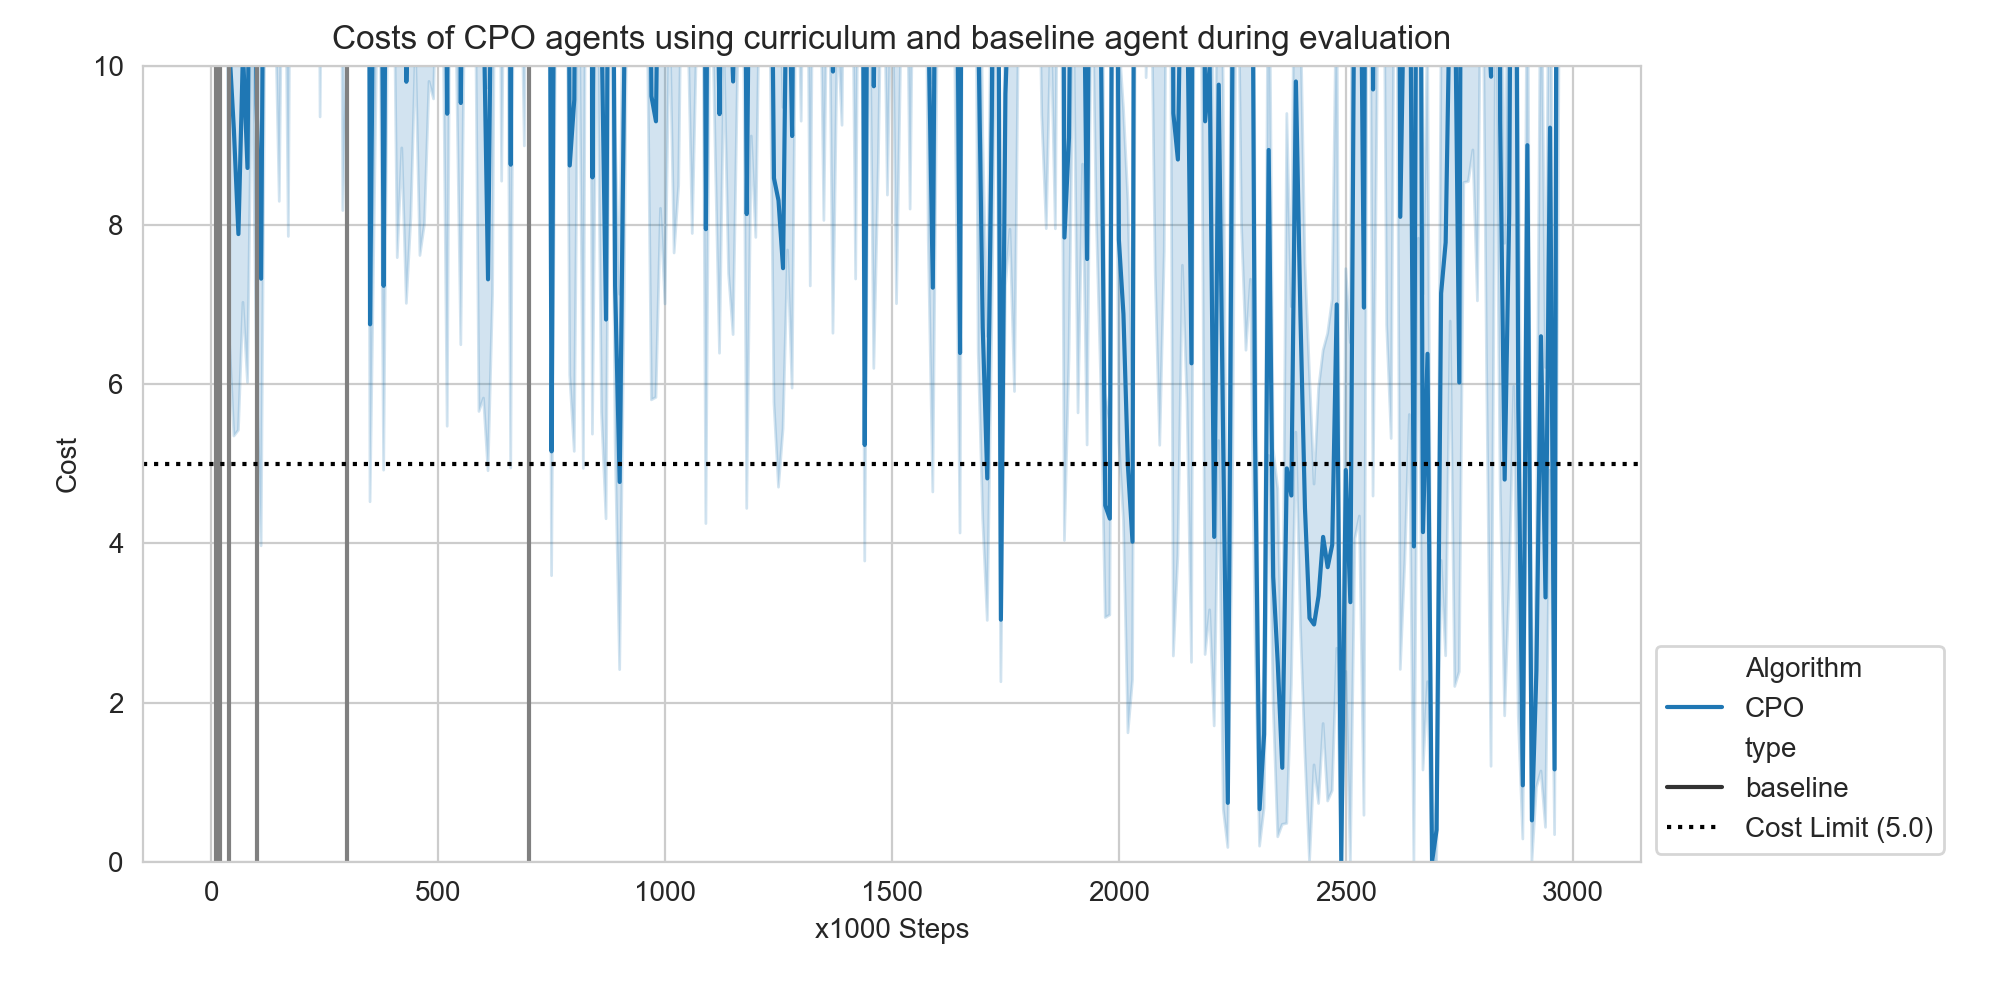 Costs of CPO agents using curriculum and baseline agent during evaluation
10
8
6
4
2
0
Cost
0 500 1000 1500 2000 2500 3000
x1000 Steps
Algorithm
CPO
type
baseline
Cost Limit (5.0)